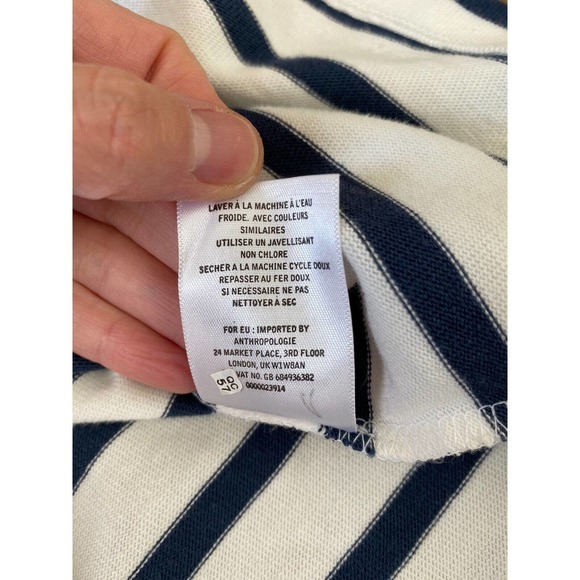 LAVER À LA MACHINE À L'EAU
FROIDE. AVEC COULEURS
SIMILAIRES
UTILISER UN JAVELLISANT
NON CHLORE
SECHER A LA MACHINE CYCLE DOUX
REPASSER AU FER DOUX
SI NECESSAIRE NE PAS
NETTOYER À SEC
FOR EU : IMPORTED BY
ANTHROPOLOGIE
24 MARKET PLACE, 3RD FLOOR
LONDON, UK W1W8AN
VAT NO. GB 684936382
0000023914
QC
57